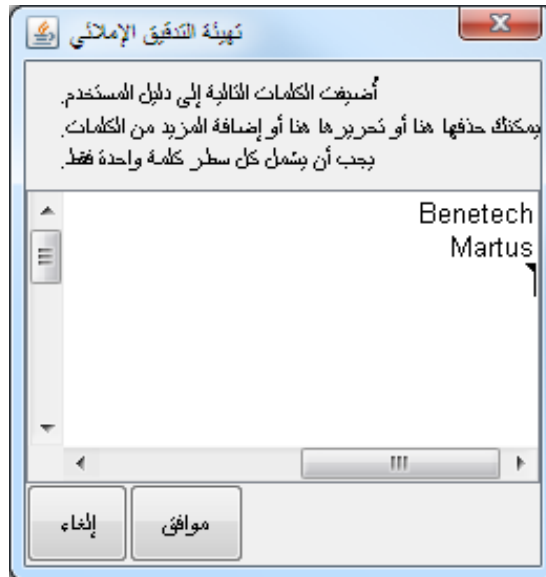 تهيئة التدقيق الإملائي
أُضيفت الكلمات التالية إلى دليل المستخدم.
يمكنك حذفها هنا أو تحريرها هنا أو إضافة المزيد من الكلمات.
يجب أن يشمل كل سطر كلمة واحدة فقط.
Benetech
Martus
موافق
إلغاء